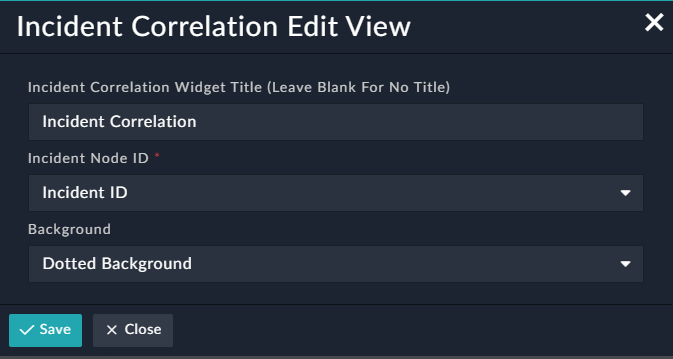 Incident Correlation Edit View
Incident Correlation Widget Title (Leave Blank For No Title)
Incident Correlation
Incident Node ID *
Incident ID
Background
Dotted Background
Save
Close